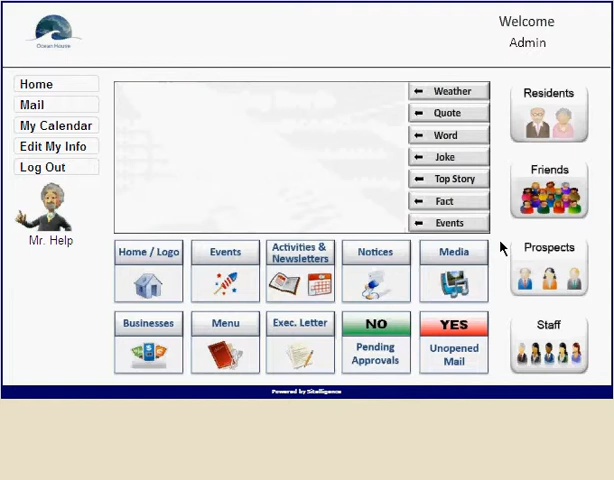 Ocean House
Welcome
Admin
Home
Mail
My Calendar
Edit My Info
Log Out
Mr. Help
Weather
Quote
Word
Joke
Top Story
Fact
Events
Residents
Friends
Prospects
Staff
Home / Logo
Events
Activities &
Newsletters
Notices
Media
Businesses
Menu
Exec. Letter
NO
Pending
Approvals
YES
Unopened
Mail
Powered by Sitelligence